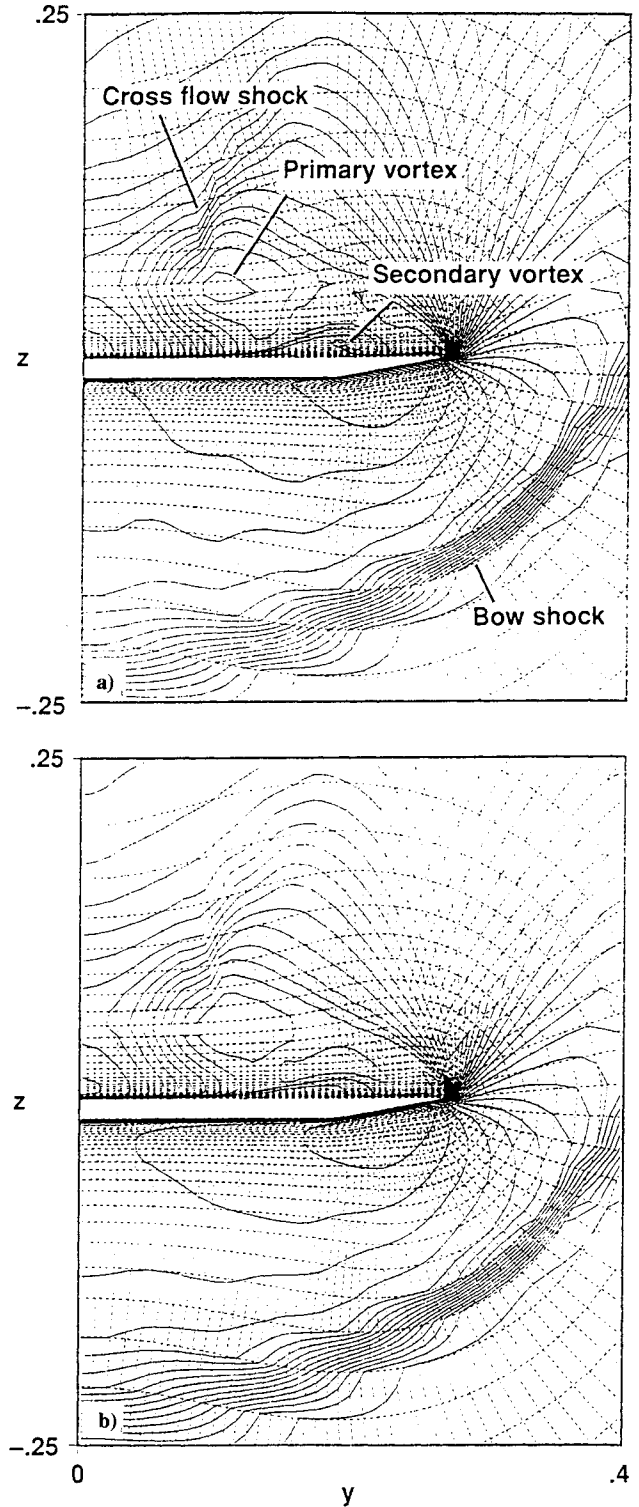 .25
Cross flow shock
Primary vortex
Secondary vortex
z
Bow shock
a)
−.25
.25
z
b)
−.25
0
y
.4